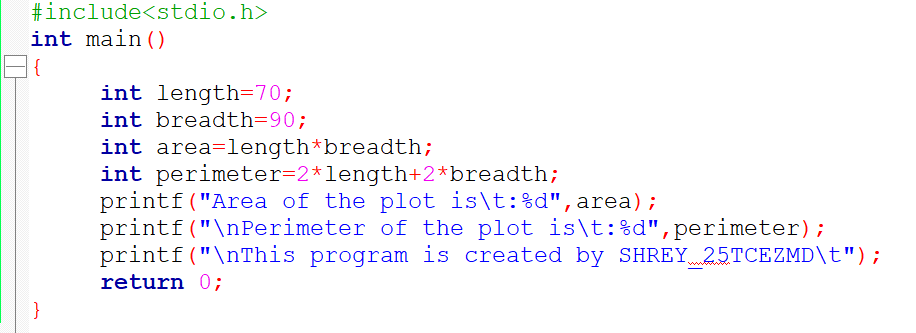 #include<stdio.h>
int main()
{
int length=70;
int breadth=90;
int area=length*breadth;
int perimeter=2*length+2*breadth;
printf("Area of the plot is\t:%d",area);
printf("\nPerimeter of the plot is\t:%d",perimeter);
printf("\nThis program is created by SHREY_25TCEZMD\t");
return 0;
}